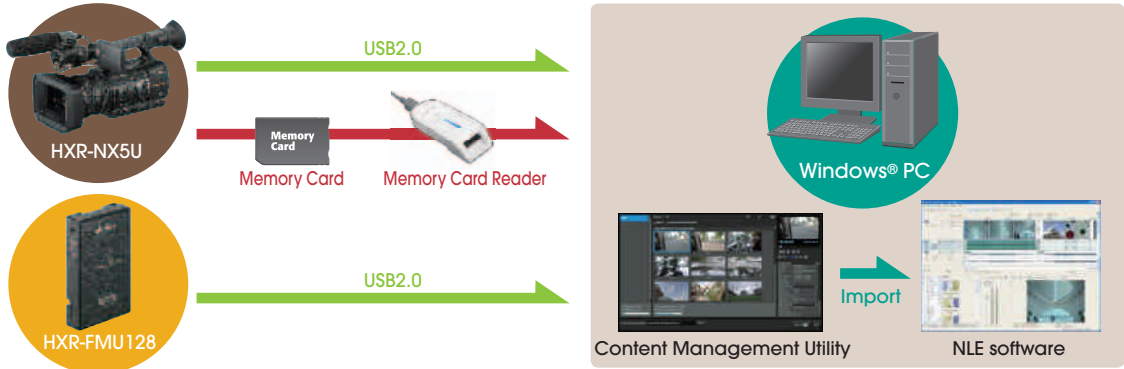 USB2.0
Memory
Card
HXR-NX5U
Memory Card
Memory Card Reader
Windows® PC
USB2.0
HXR-FMU128
Import
Content Management Utility
NLE software